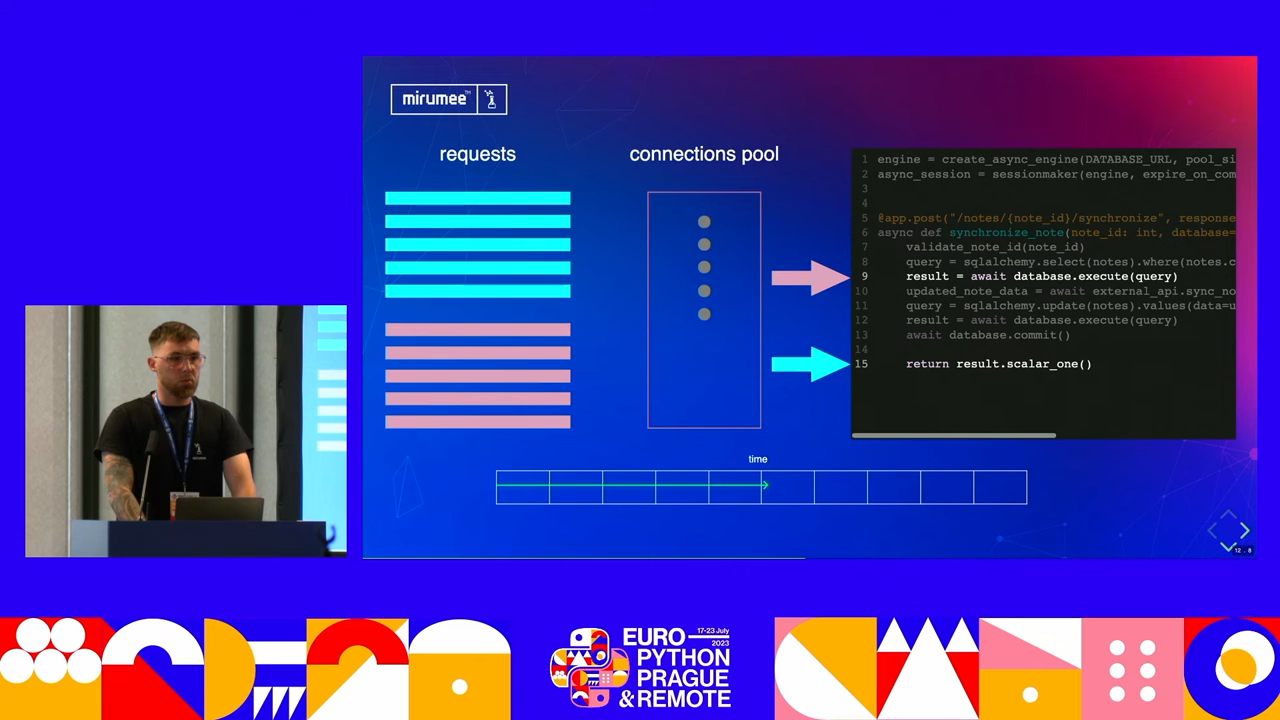 mirumee™
requests
connections pool
1 engine = create_async_engine(DATABASE_URL, pool_si
2 async_session = sessionmaker(engine, expire_on_com
3
4
5 @app.post("/notes/{note_id}/synchronize", response
6 async def synchronize_note(note_id: int, database=
7 validate_note_id(note_id)
8 query = sqlalchemy.select(notes).where(notes.c
9 result = await database.execute(query)
10 updated_note_data = await external_api.sync_no
11 query = sqlalchemy.update(notes).values(data=u
12 result = await database.execute(query)
13 await database.commit()
14
15 return result.scalar_one()
time
12.8
EURO 17-23 July 2023
PYTHON
PRAGUE
& REMOTE